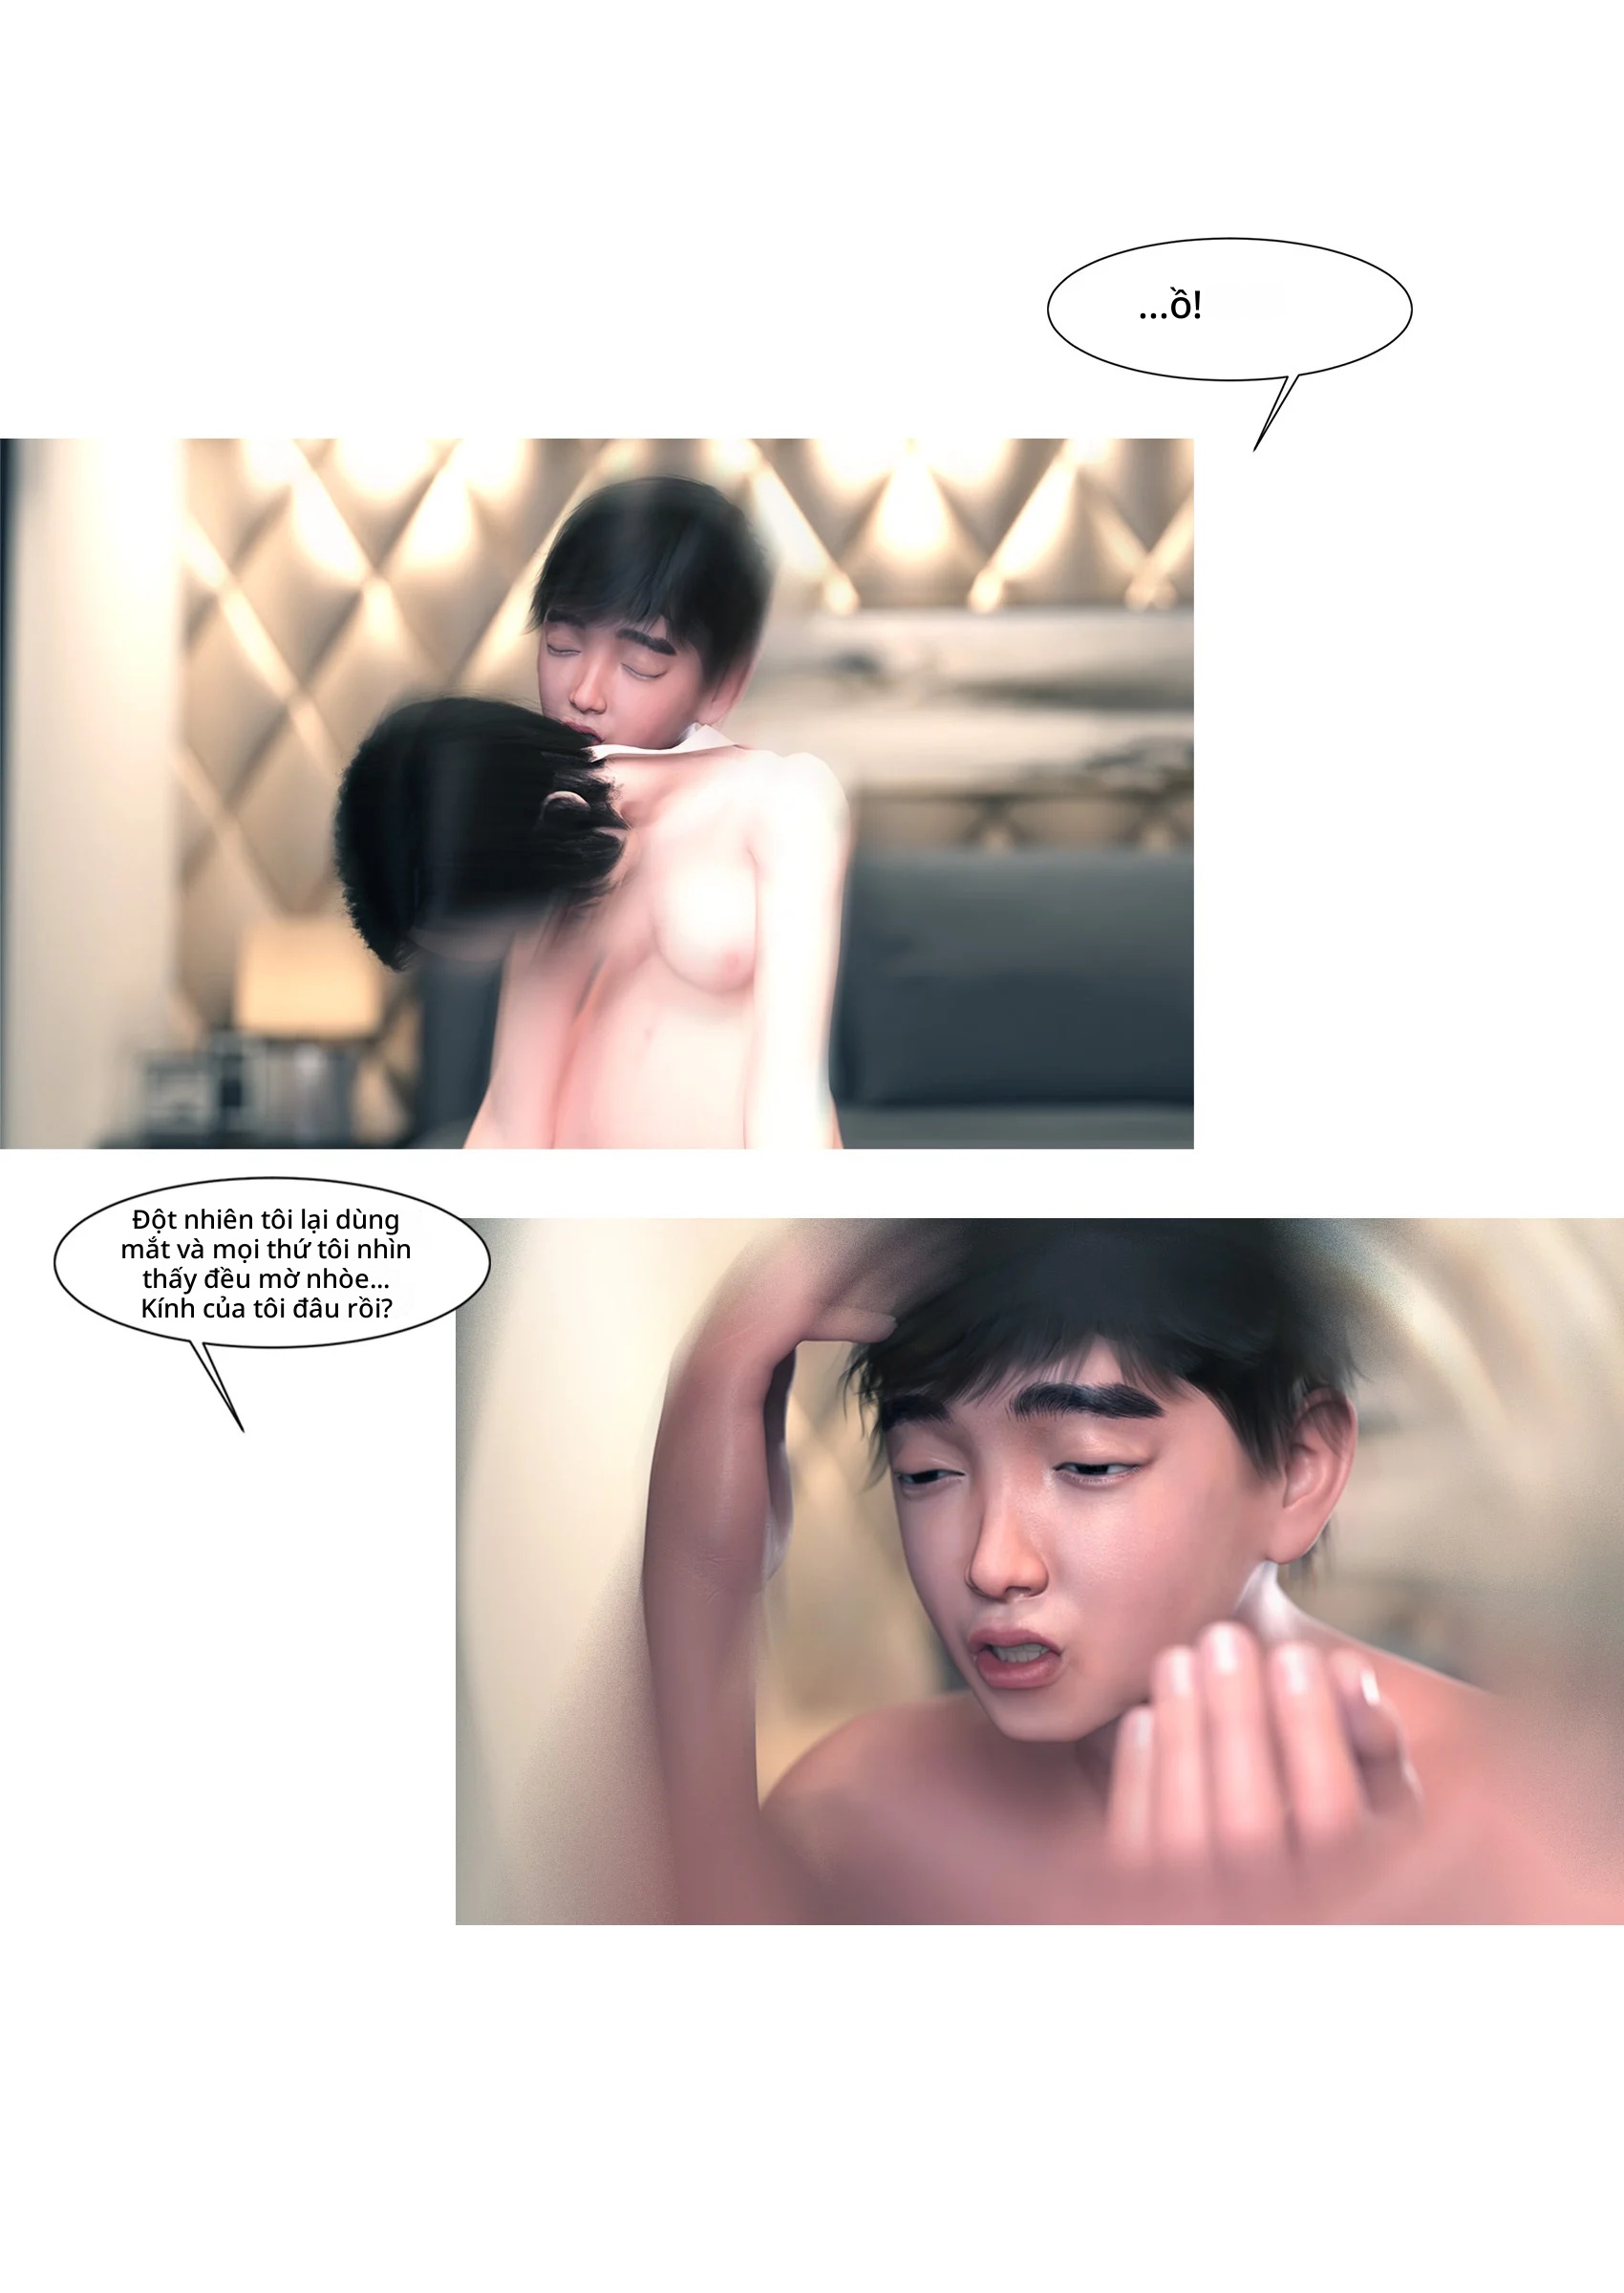 ...ồ!
Đột nhiên tôi lại dùng
mắt và mọi thứ tôi nhìn
thấy đều mờ nhòe...
Kính của tôi đâu rồi?